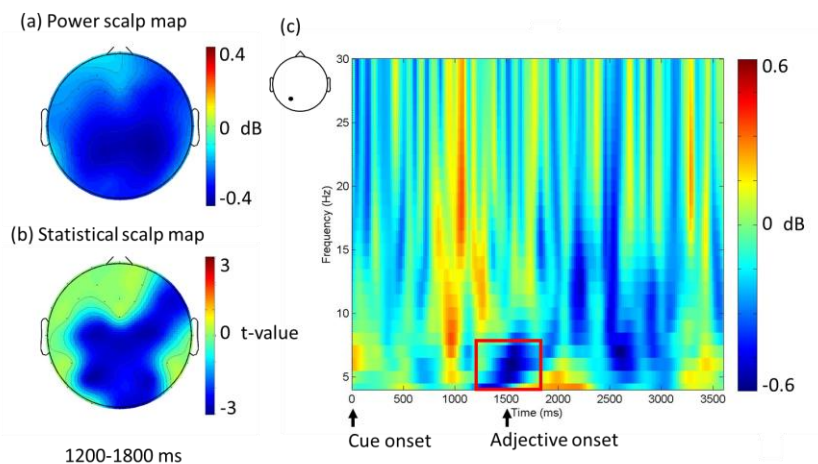 (a) Power scalp map
0.4
0 dB
-0.4
(b) Statistical scalp map
3
0 t-value
-3
1200-1800 ms
(c)
30
25
20
15
10
5
Frequency (Hz)
0 500 1000 1500 2000 2500 3000 3500
Time (ms)
Cue onset
Adjective onset
0.6
0 dB
-0.6